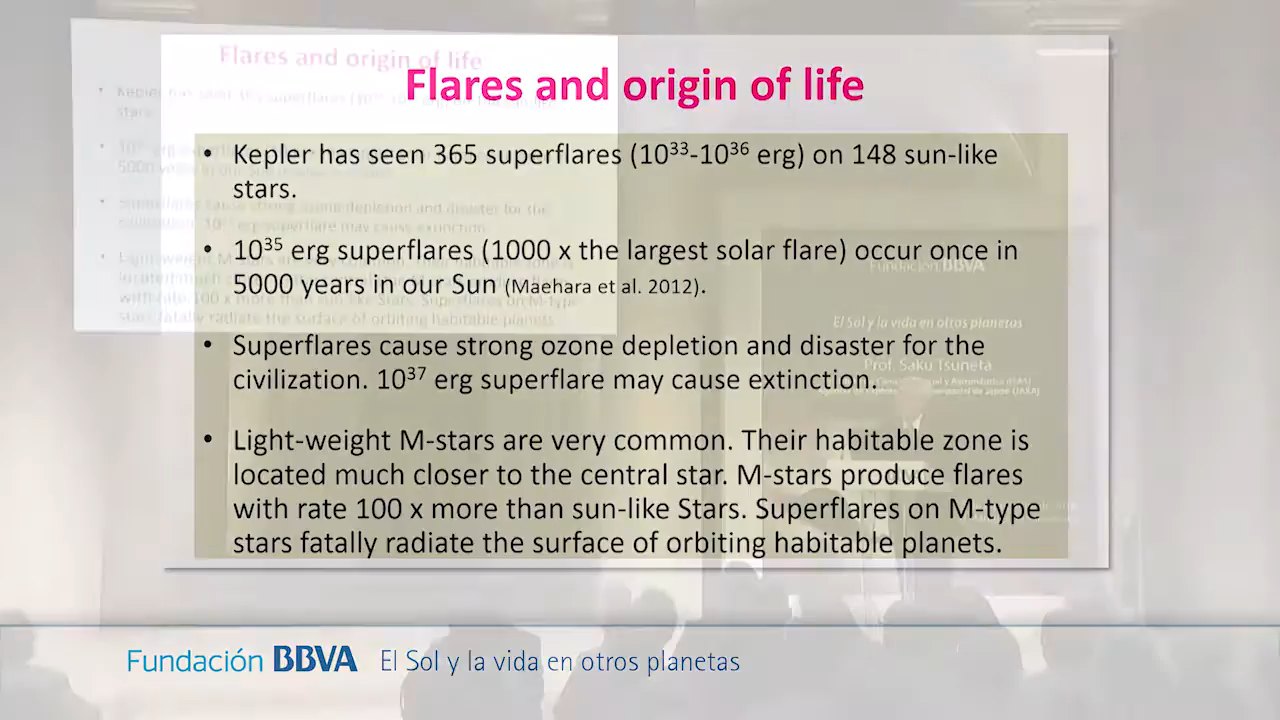 Flares and origin of life
• Kepler has seen 365 superflares (10³³-10³⁶ erg) on 148 sun-like
stars.
• 10³⁵ erg superflares (1000 x the largest solar flare) occur once in
5000 years in our Sun (Maehara et al. 2012).
• Superflares cause strong ozone depletion and disaster for the
civilization. 10³⁷ erg superflare may cause extinction.
• Light-weight M-stars are very common. Their habitable zone is
located much closer to the central star. M-stars produce flares
with rate 100 x more than sun-like Stars. Superflares on M-type
stars fatally radiate the surface of orbiting habitable planets.
Flares and origin of life
Fundación BBVA
El Sol y la vida en otros planetas
Prof. Saku Tsuneta
Fundación BBVA El Sol y la vida en otros planetas